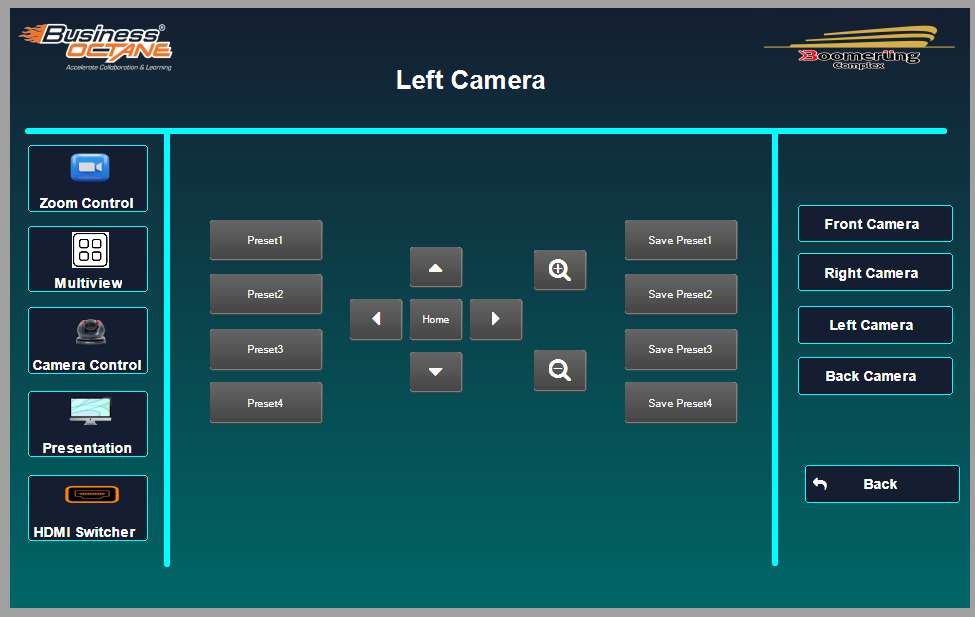 Business®
OCTANE
Accelerate Collaboration & Learning
Boomerang
Complex
Left Camera
Zoom Control
Multiview
Camera Control
Presentation
HDMI Switcher
Preset1
Preset2
Preset3
Preset4
Home
Save Preset1
Save Preset2
Save Preset3
Save Preset4
Front Camera
Right Camera
Left Camera
Back Camera
Back